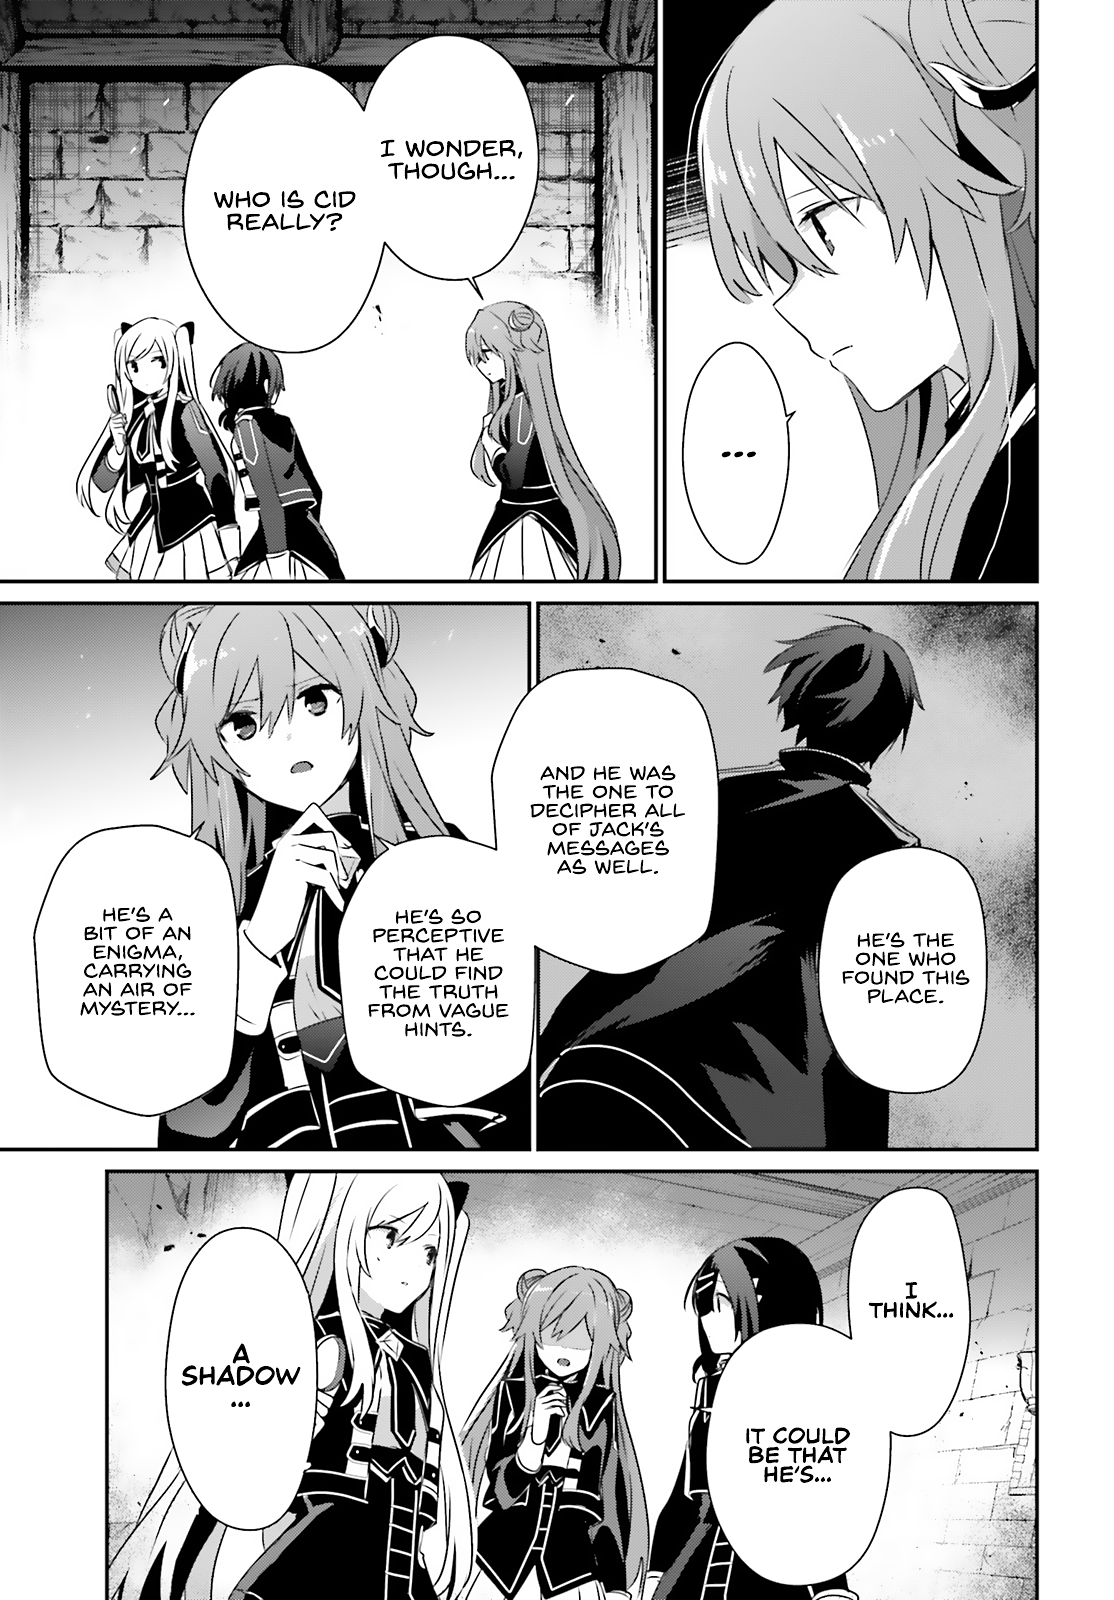 ...
I WONDER,
THOUGH...
WHO IS CID
REALLY?
HE'S THE
ONE WHO
FOUND THIS
PLACE.
AND HE WAS
THE ONE TO
DECIPHER ALL
OF JACK'S
MESSAGES
AS WELL.
HE'S SO
PERCEPTIVE
THAT HE
COULD FIND
THE TRUTH
FROM VAGUE
HINTS.
HE'S A
BIT OF AN
ENIGMA,
CARRYING
AN AIR OF
MYSTERY...
I
THINK...
IT COULD
BE THAT
HE'S...
A
SHADOW
...